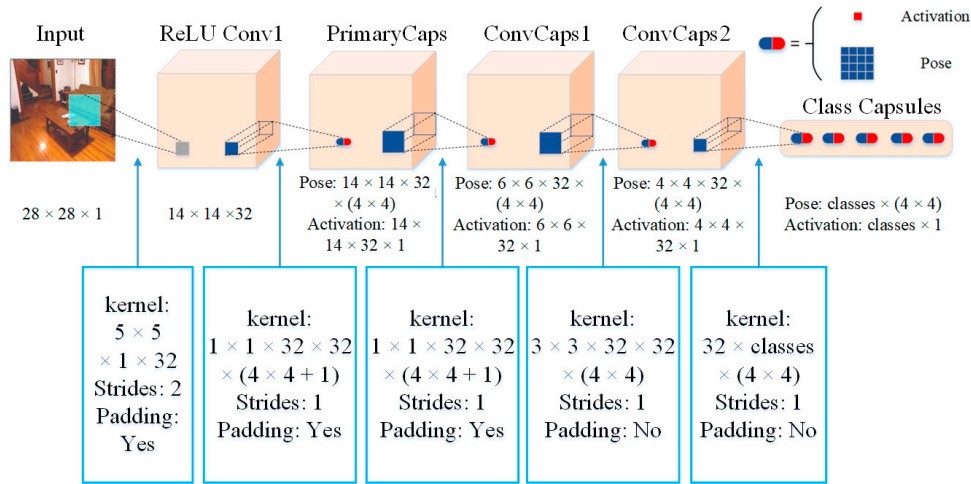 Input
ReLU Conv1
PrimaryCaps
ConvCaps1
ConvCaps2
=
Activation
Pose
Class Capsules
28 × 28 × 1
14 × 14 ×32
Pose: 14 × 14 × 32
× (4 × 4)
Activation: 14 ×
14 × 32 × 1
Pose: 6 × 6 × 32 ×
(4 × 4)
Activation: 6 × 6 ×
32 × 1
Pose: 4 × 4 × 32 ×
(4 × 4)
Activation: 4 × 4 ×
32 × 1
Pose: classes × (4 × 4)
Activation: classes × 1
kernel:
5 × 5
× 1 × 32
Strides: 2
Padding:
Yes
kernel:
1 × 1 × 32 × 32
× (4 × 4 + 1)
Strides: 1
Padding: Yes
kernel:
1 × 1 × 32 × 32
× (4 × 4 + 1)
Strides: 1
Padding: Yes
kernel:
3 × 3 × 32 × 32
× (4 × 4)
Strides: 1
Padding: No
kernel:
32 × classes
× (4 × 4)
Strides: 1
Padding: No